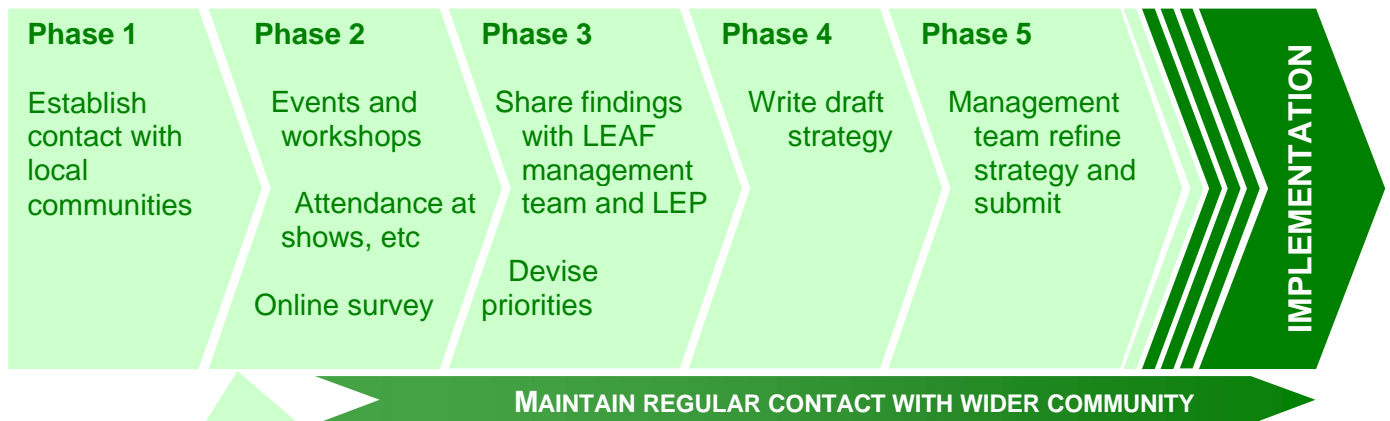 Phase 1
Establish
contact with
local
communities
Phase 2
Events and
workshops
Attendance at
shows, etc
Online survey
Phase 3
Share findings
with LEAF
management
team and LEP
Devise
priorities
Phase 4
Write draft
strategy
Phase 5
Management
team refine
strategy and
submit
IMPLEMENTATION
MAINTAIN REGULAR CONTACT WITH WIDER COMMUNITY